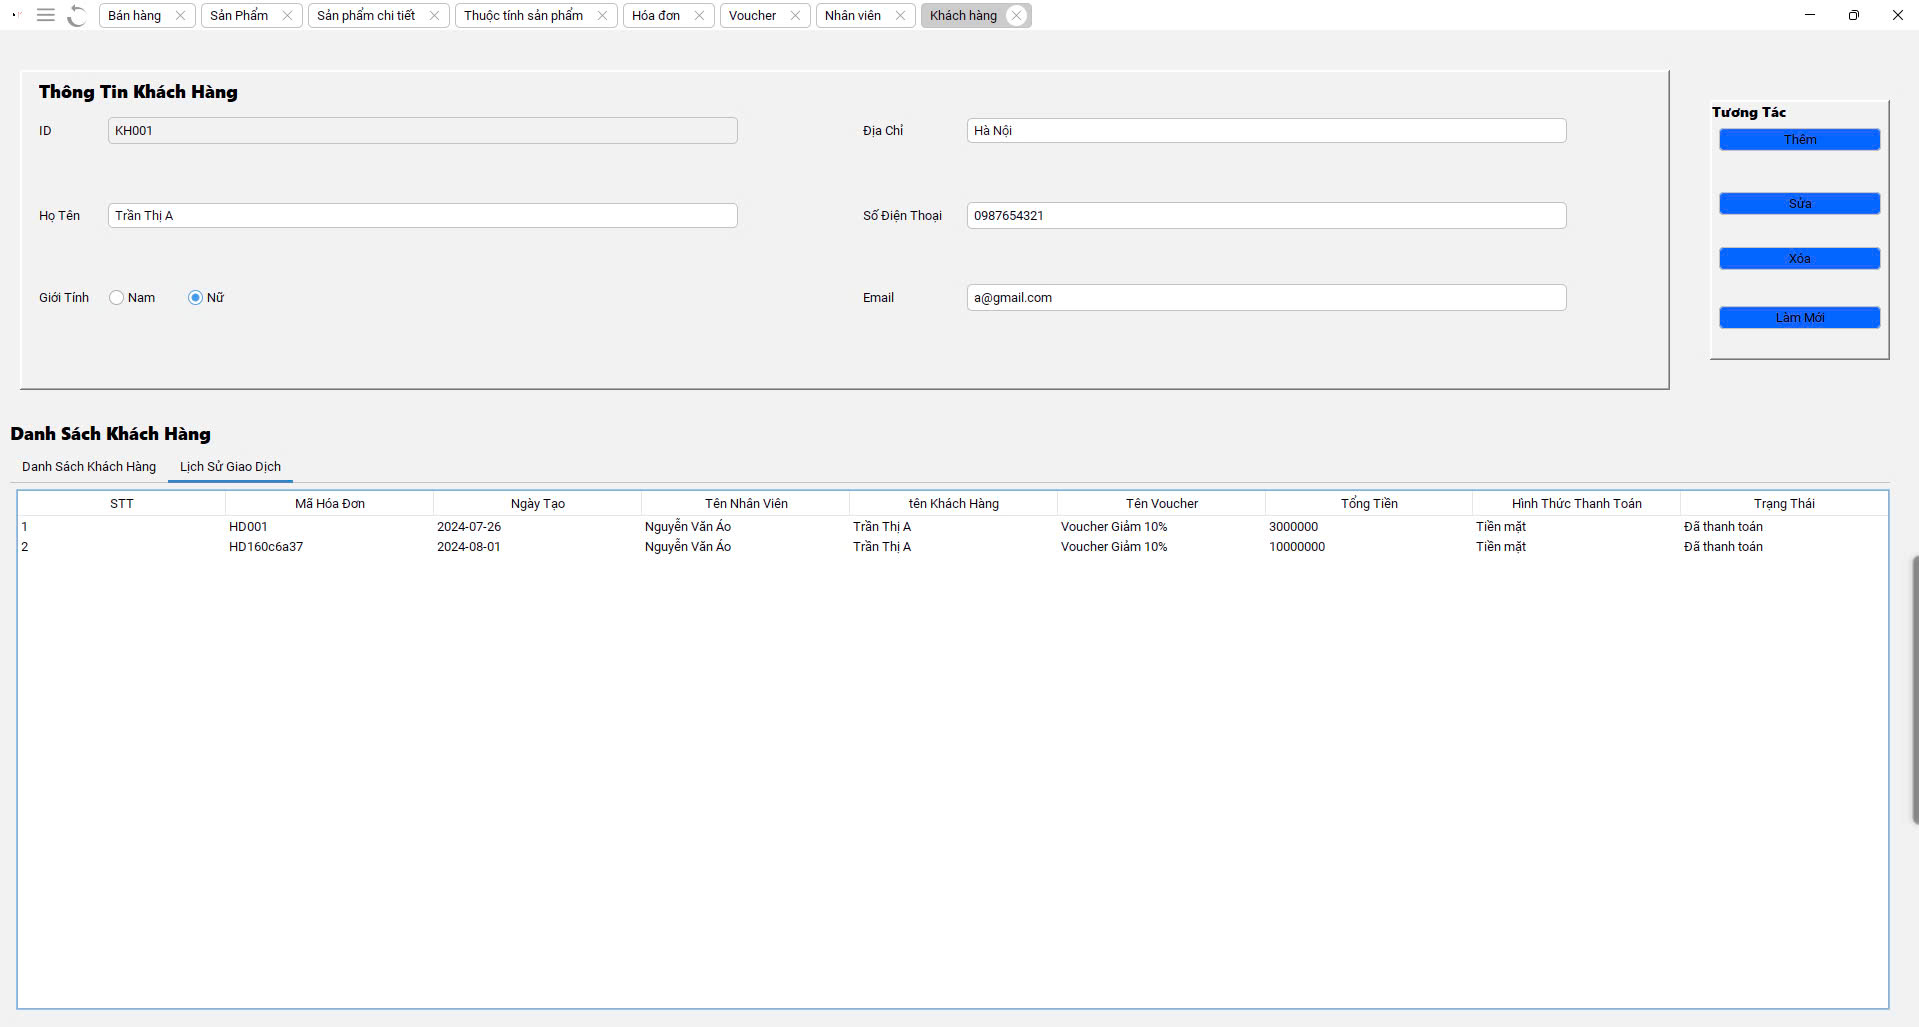 Bán hàng Sản Phẩm Sản phẩm chi tiết Thuộc tính sản phẩm Hóa đơn Voucher Nhân viên Khách hàng
Thông Tin Khách Hàng
ID KH001 Địa Chỉ Hà Nội
Họ Tên Trần Thị A Số Điện Thoại 0987654321
Giới Tính Nam Nữ Email a@gmail.com
Tương Tác
Thêm
Sửa
Xóa
Làm Mới
Danh Sách Khách Hàng
Danh Sách Khách Hàng Lịch Sử Giao Dịch
STT Mã Hóa Đơn Ngày Tạo Tên Nhân Viên tên Khách Hàng Tên Voucher Tổng Tiền Hình Thức Thanh Toán Trạng Thái
1 HD001 2024-07-26 Nguyễn Văn Áo Trần Thị A Voucher Giảm 10% 3000000 Tiền mặt Đã thanh toán
2 HD160c6a37 2024-08-01 Nguyễn Văn Áo Trần Thị A Voucher Giảm 10% 10000000 Tiền mặt Đã thanh toán